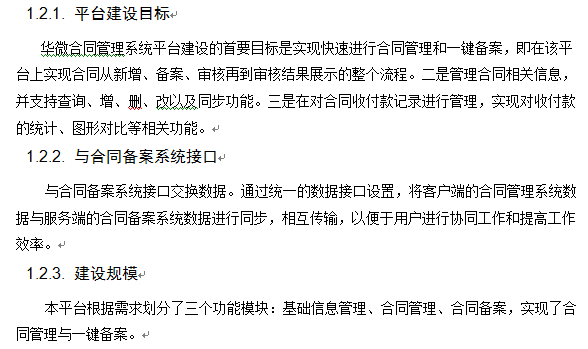 1.2.1. 平台建设目标
华微合同管理系统平台建设的首要目标是实现快速进行合同管理和一键备案，即在该平
台上实现合同从新增、备案、审核再到审核结果展示的整个流程。二是管理合同相关信息，
并支持查询、增、删、改以及同步功能。三是在对合同收付款记录进行管理，实现对收付款
的统计、图形对比等相关功能。
1.2.2. 与合同备案系统接口
与合同备案系统接口交换数据。通过统一的数据接口设置，将客户端的合同管理系统数
据与服务端的合同备案系统数据进行同步，相互传输，以便于用户进行协同工作和提高工作
效率。
1.2.3. 建设规模
本平台根据需求划分了三个功能模块：基础信息管理、合同管理、合同备案，实现了合
同管理与一键备案。